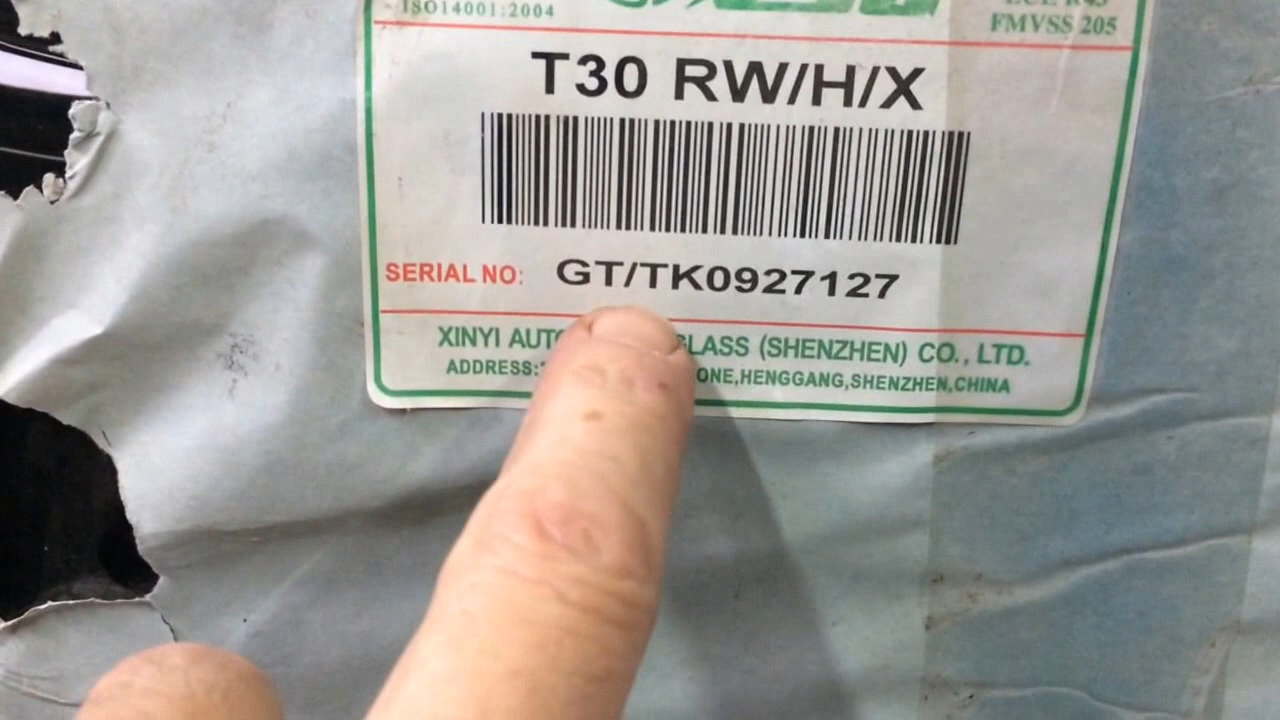 ISO14001:2004
FMVSS 205
T30 RW/H/X
SERIAL NO: GT/TK0927127
XINYI AUTO GLASS (SHENZHEN) CO., LTD.
ADDRESS: HENGGANG,SHENZHEN,CHINA